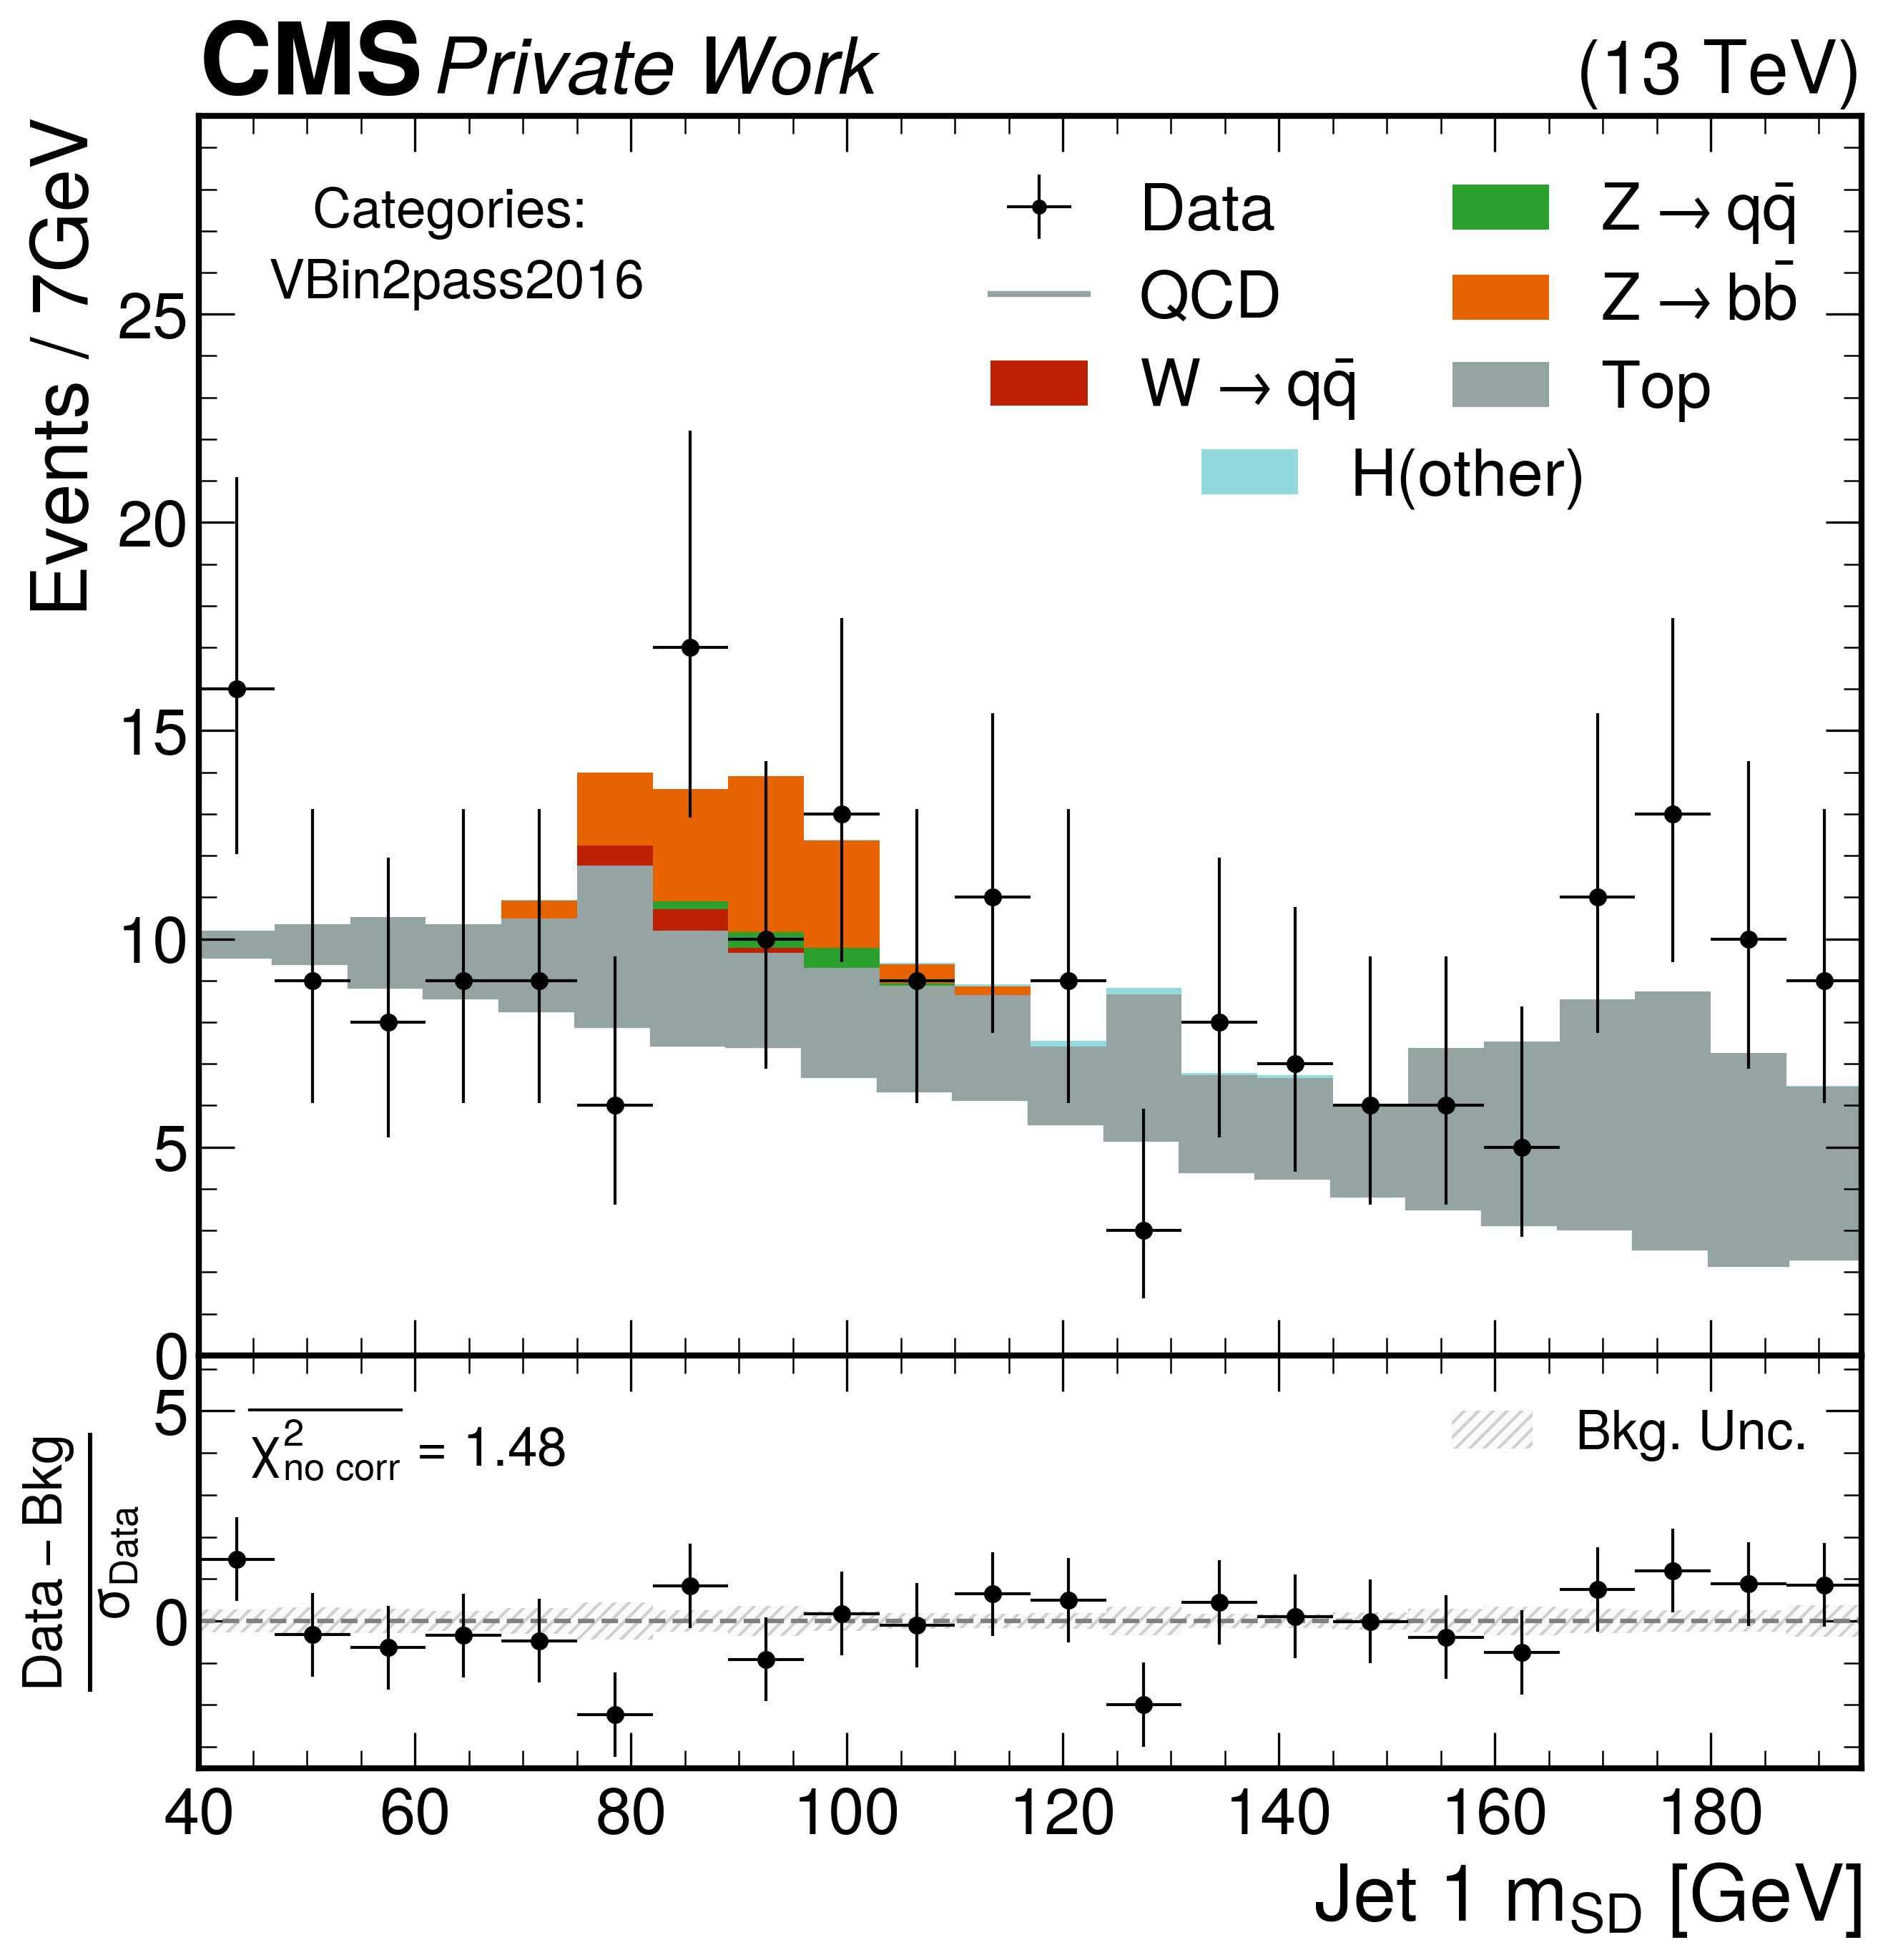 CMS Private Work (13 TeV)
Events / 7GeV
Categories:
VBin2pass2016
Data
QCD
W → qq̄
Z → qq̄
Z → bb̄
Top
H(other)
25
20
15
10
5
0
Data − Bkg
σData
5
0
χ²no corr = 1.48
Bkg. Unc.
40 60 80 100 120 140 160 180
Jet 1 mSD [GeV]